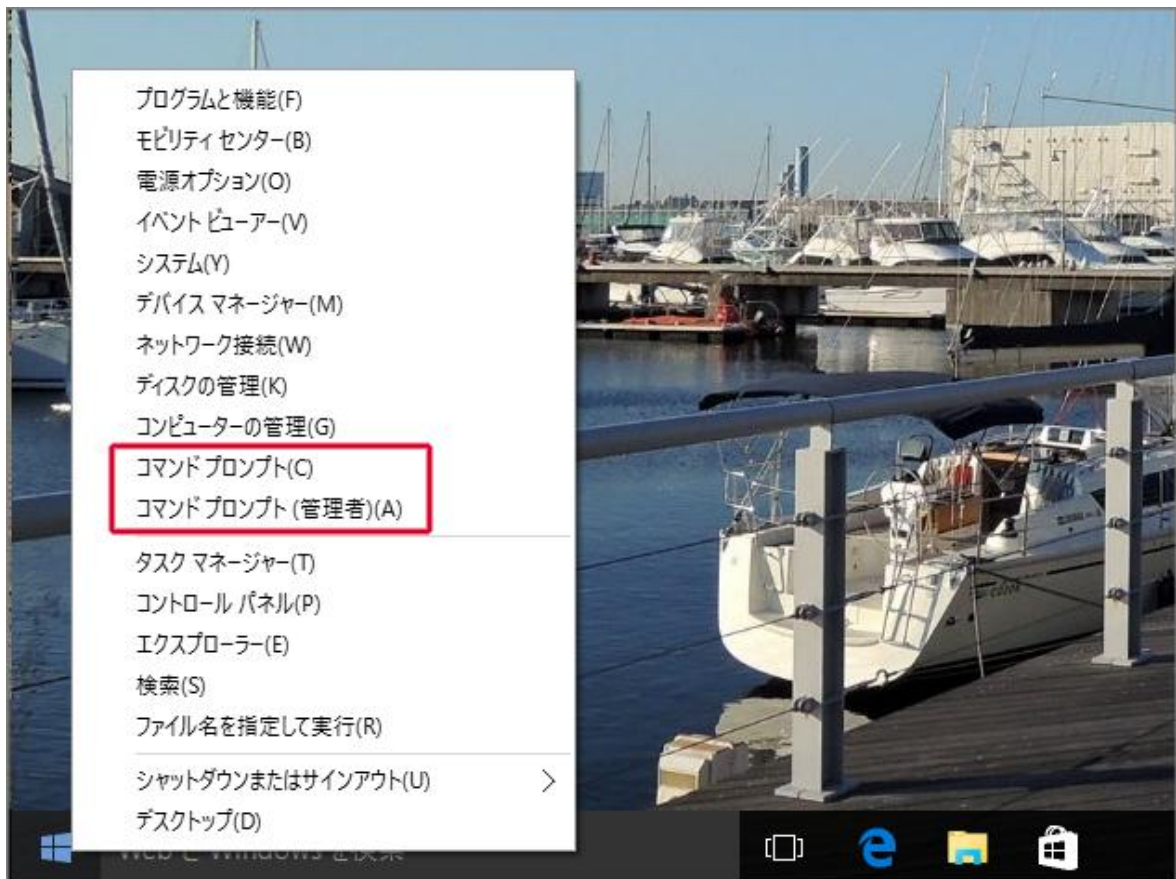 プログラムと機能(F)
モビリティ センター(B)
電源オプション(O)
イベント ビューアー(V)
システム(Y)
デバイス マネージャー(M)
ネットワーク接続(W)
ディスクの管理(K)
コンピューターの管理(G)
コマンド プロンプト(C)
コマンド プロンプト (管理者)(A)
タスク マネージャー(T)
コントロール パネル(P)
エクスプローラー(E)
検索(S)
ファイル名を指定して実行(R)
シャットダウンまたはサインアウト(U)
デスクトップ(D)
Web と Windows を検索